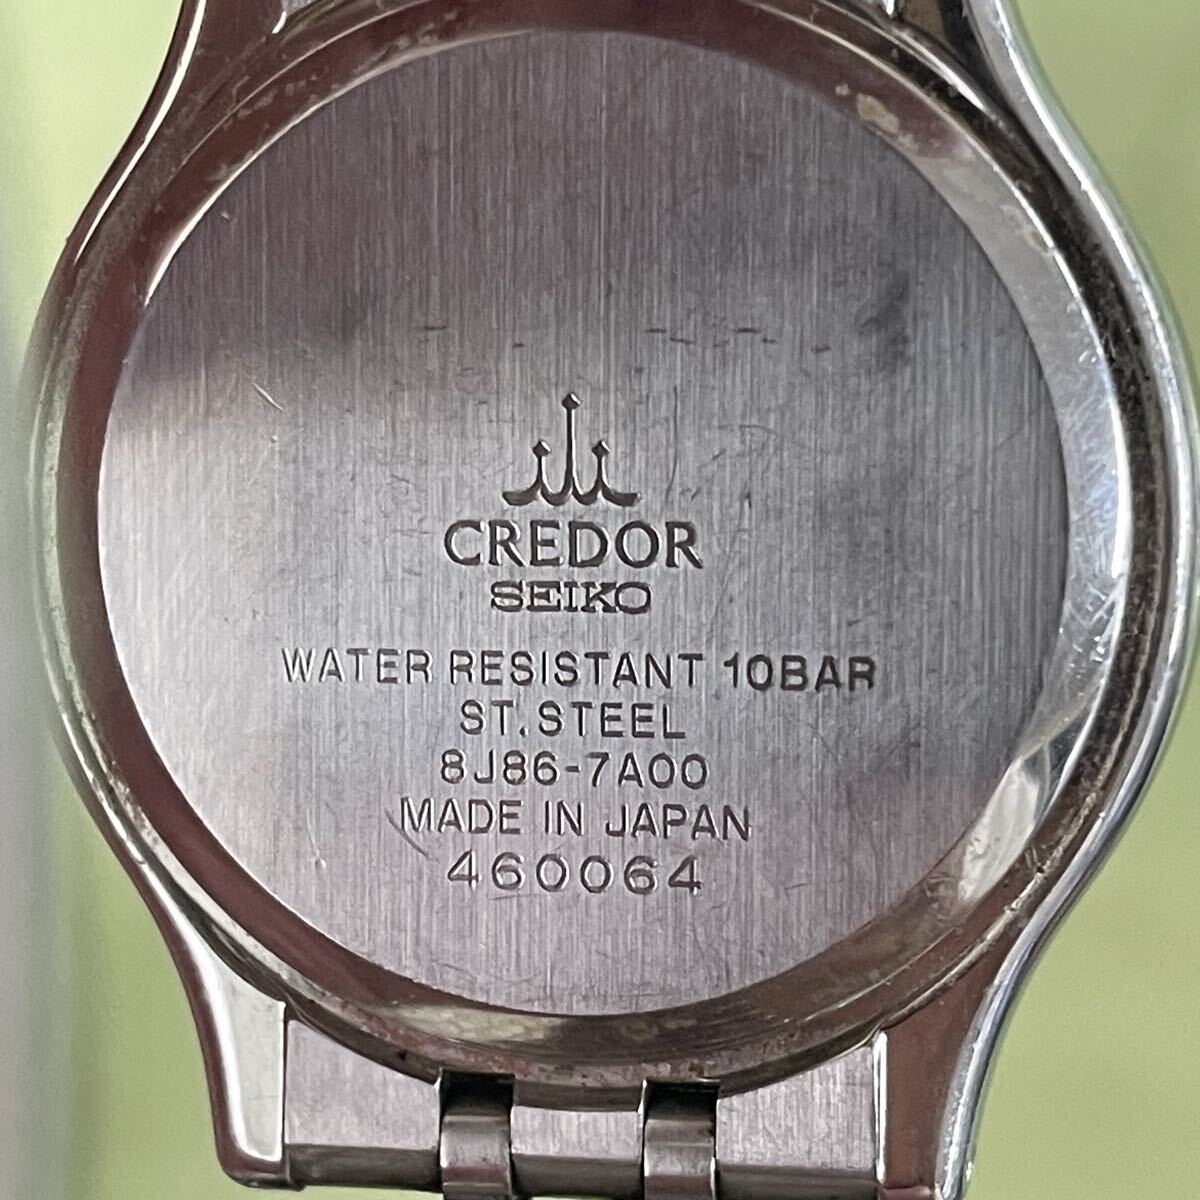 CREDOR
SEIKO
WATER RESISTANT 10BAR
ST. STEEL
8J86-7A00
MADE IN JAPAN
460064